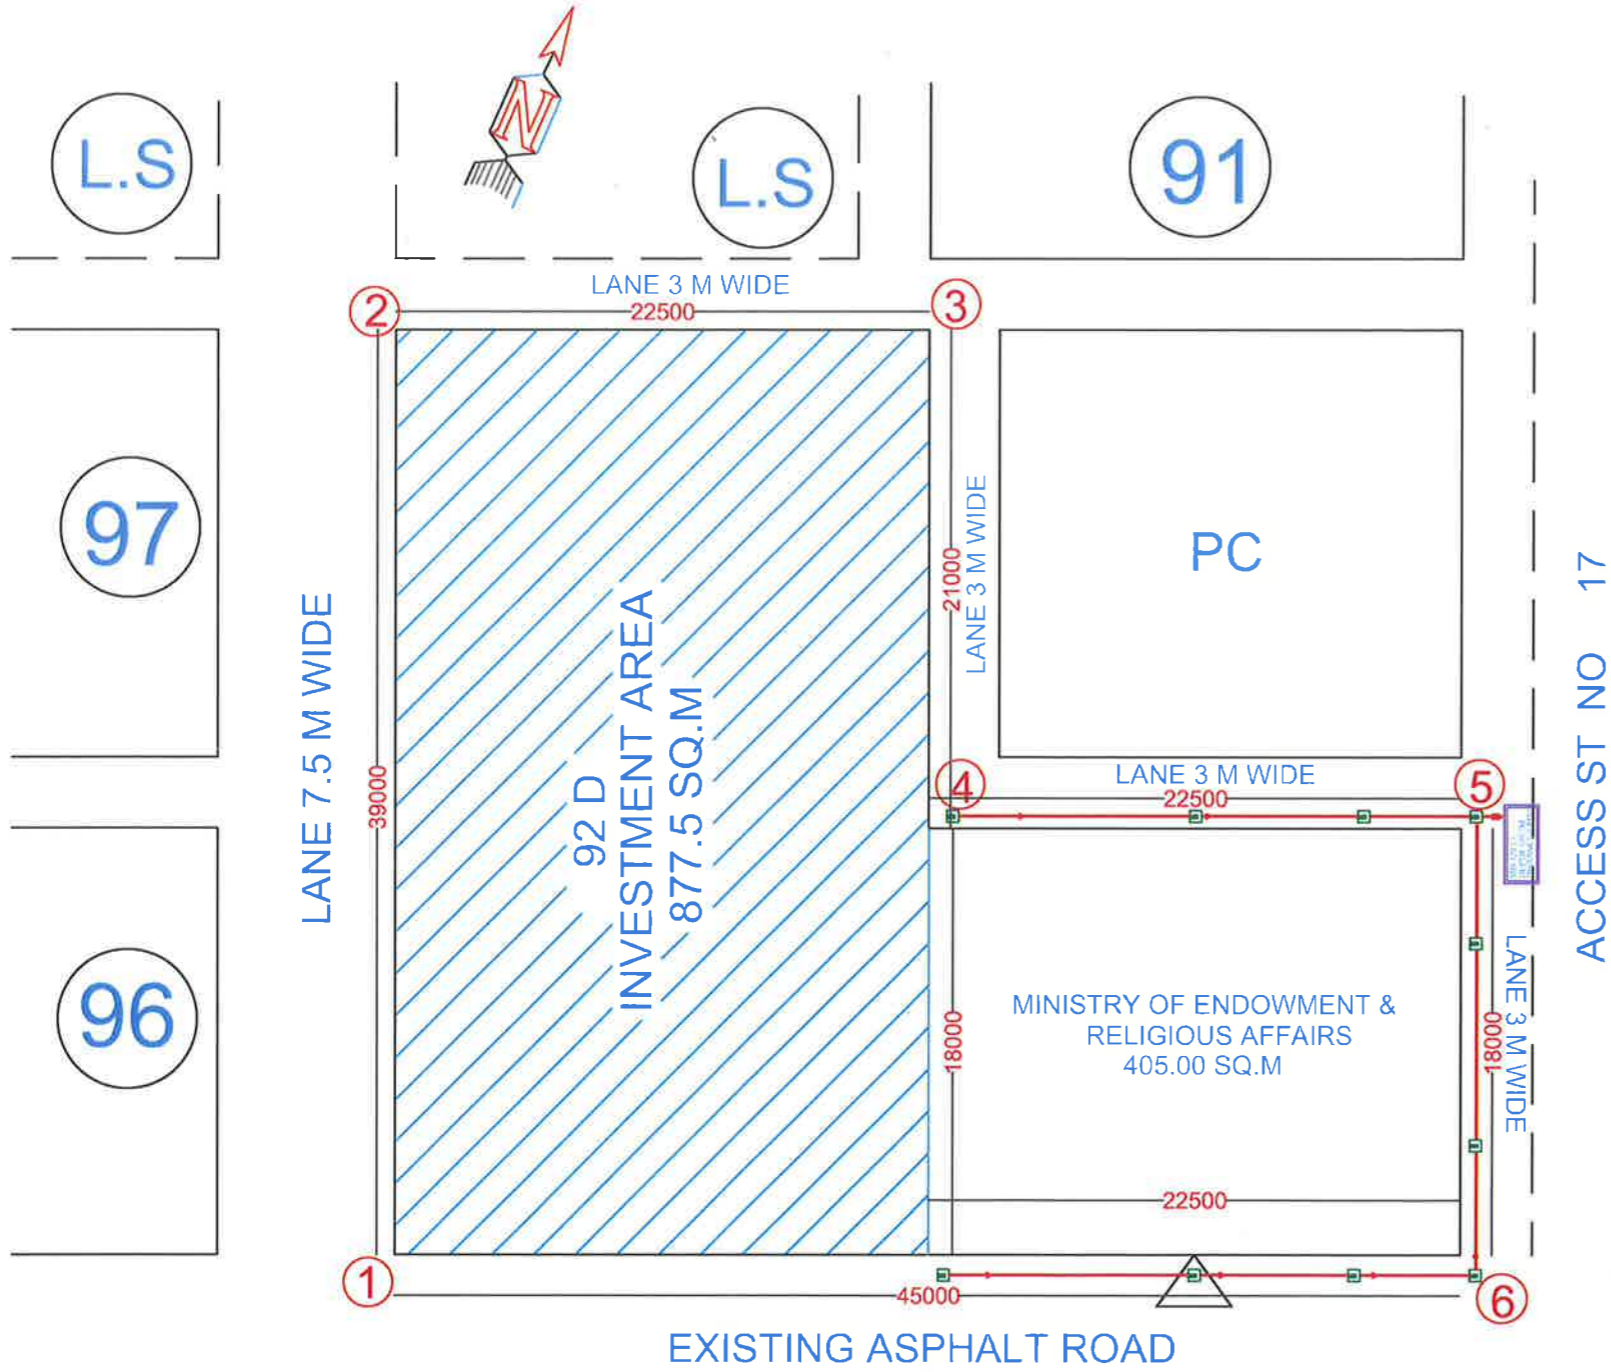 N
L.S
L.S
91
LANE 3 M WIDE
2
22500
3
97
LANE 7.5 M WIDE
39000
92 D
INVESTMENT AREA
877.5 SQ.M
21000
LANE 3 M WIDE
PC
ACCESS ST NO 17
4
LANE 3 M WIDE
22500
5
96
18000
MINISTRY OF ENDOWMENT &
RELIGIOUS AFFAIRS
405.00 SQ.M
18000
LANE 3 M WIDE
22500
1
45000
6
EXISTING ASPHALT ROAD